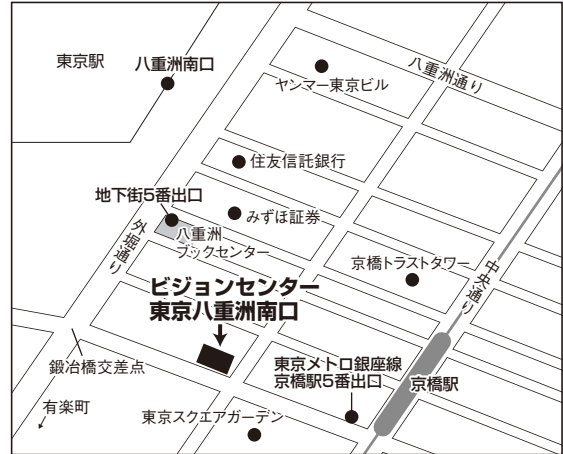 東京駅
八重洲南口
ヤンマー東京ビル
八重洲通り
住友信託銀行
地下街5番出口
みずほ証券
八重洲
ブックセンター
外堀通り
京橋トラストタワー
中央通り
ビジョンセンター
東京八重洲南口
鍛冶橋交差点
東京メトロ銀座線
京橋駅5番出口
京橋駅
有楽町
東京スクエアガーデン